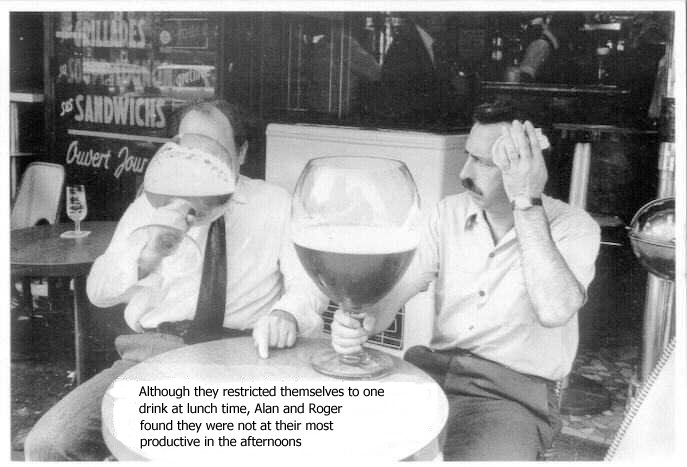 GRILLADES
ses SANDWICHS
Ouvert Jour
Although they restricted themselves to one
drink at lunch time, Alan and Roger
found they were not at their most
productive in the afternoons